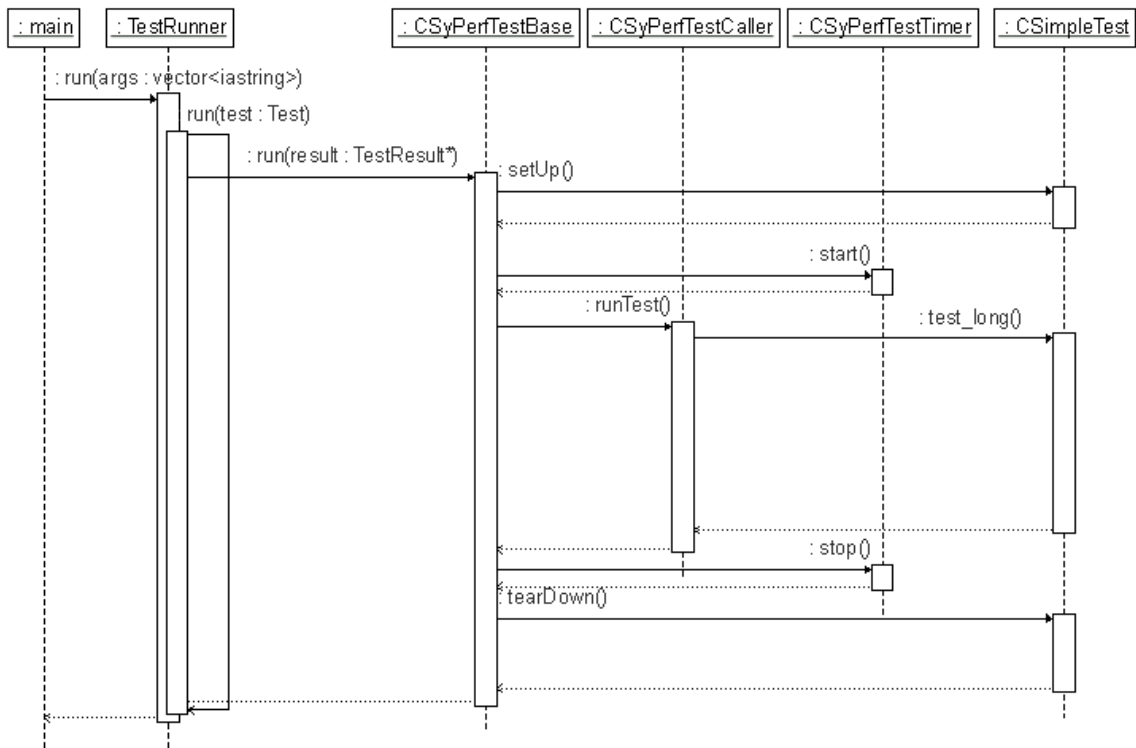 : main
: TestRunner
: CSyPerfTestBase
: CSyPerfTestCaller
: CSyPerfTestTimer
: CSimpleTest
: run(args : vector<iastring>)
run(test : Test)
: run(result : TestResult*)
: setUp()
: start()
: runTest()
: test_long()
: stop()
: tearDown()